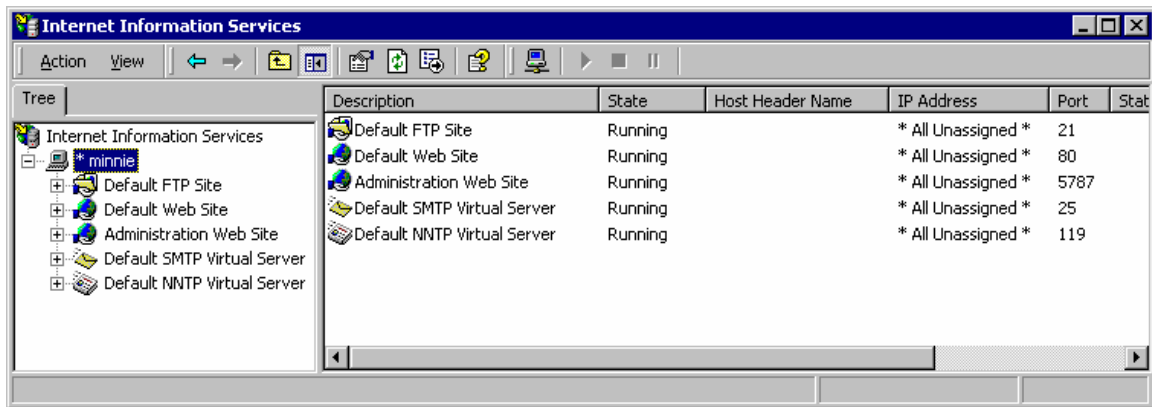 Internet Information Services
Action View
Tree
Internet Information Services
* minnie
Default FTP Site
Default Web Site
Administration Web Site
Default SMTP Virtual Server
Default NNTP Virtual Server
Description State Host Header Name IP Address Port Stat
Default FTP Site Running * All Unassigned * 21
Default Web Site Running * All Unassigned * 80
Administration Web Site Running * All Unassigned * 5787
Default SMTP Virtual Server Running * All Unassigned * 25
Default NNTP Virtual Server Running * All Unassigned * 119